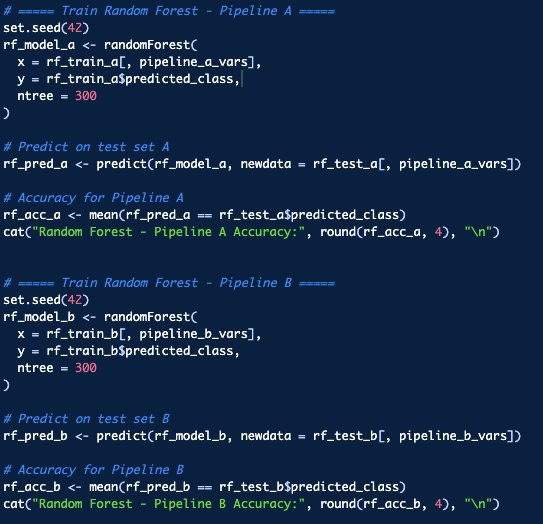 # ===== Train Random Forest - Pipeline A =====
set.seed(42)
rf_model_a <- randomForest(
  x = rf_train_a[, pipeline_a_vars],
  y = rf_train_a$predicted_class,
  ntree = 300
)

# Predict on test set A
rf_pred_a <- predict(rf_model_a, newdata = rf_test_a[, pipeline_a_vars])

# Accuracy for Pipeline A
rf_acc_a <- mean(rf_pred_a == rf_test_a$predicted_class)
cat("Random Forest - Pipeline A Accuracy:", round(rf_acc_a, 4), "\n")


# ===== Train Random Forest - Pipeline B =====
set.seed(42)
rf_model_b <- randomForest(
  x = rf_train_b[, pipeline_b_vars],
  y = rf_train_b$predicted_class,
  ntree = 300
)

# Predict on test set B
rf_pred_b <- predict(rf_model_b, newdata = rf_test_b[, pipeline_b_vars])

# Accuracy for Pipeline B
rf_acc_b <- mean(rf_pred_b == rf_test_b$predicted_class)
cat("Random Forest - Pipeline B Accuracy:", round(rf_acc_b, 4), "\n")